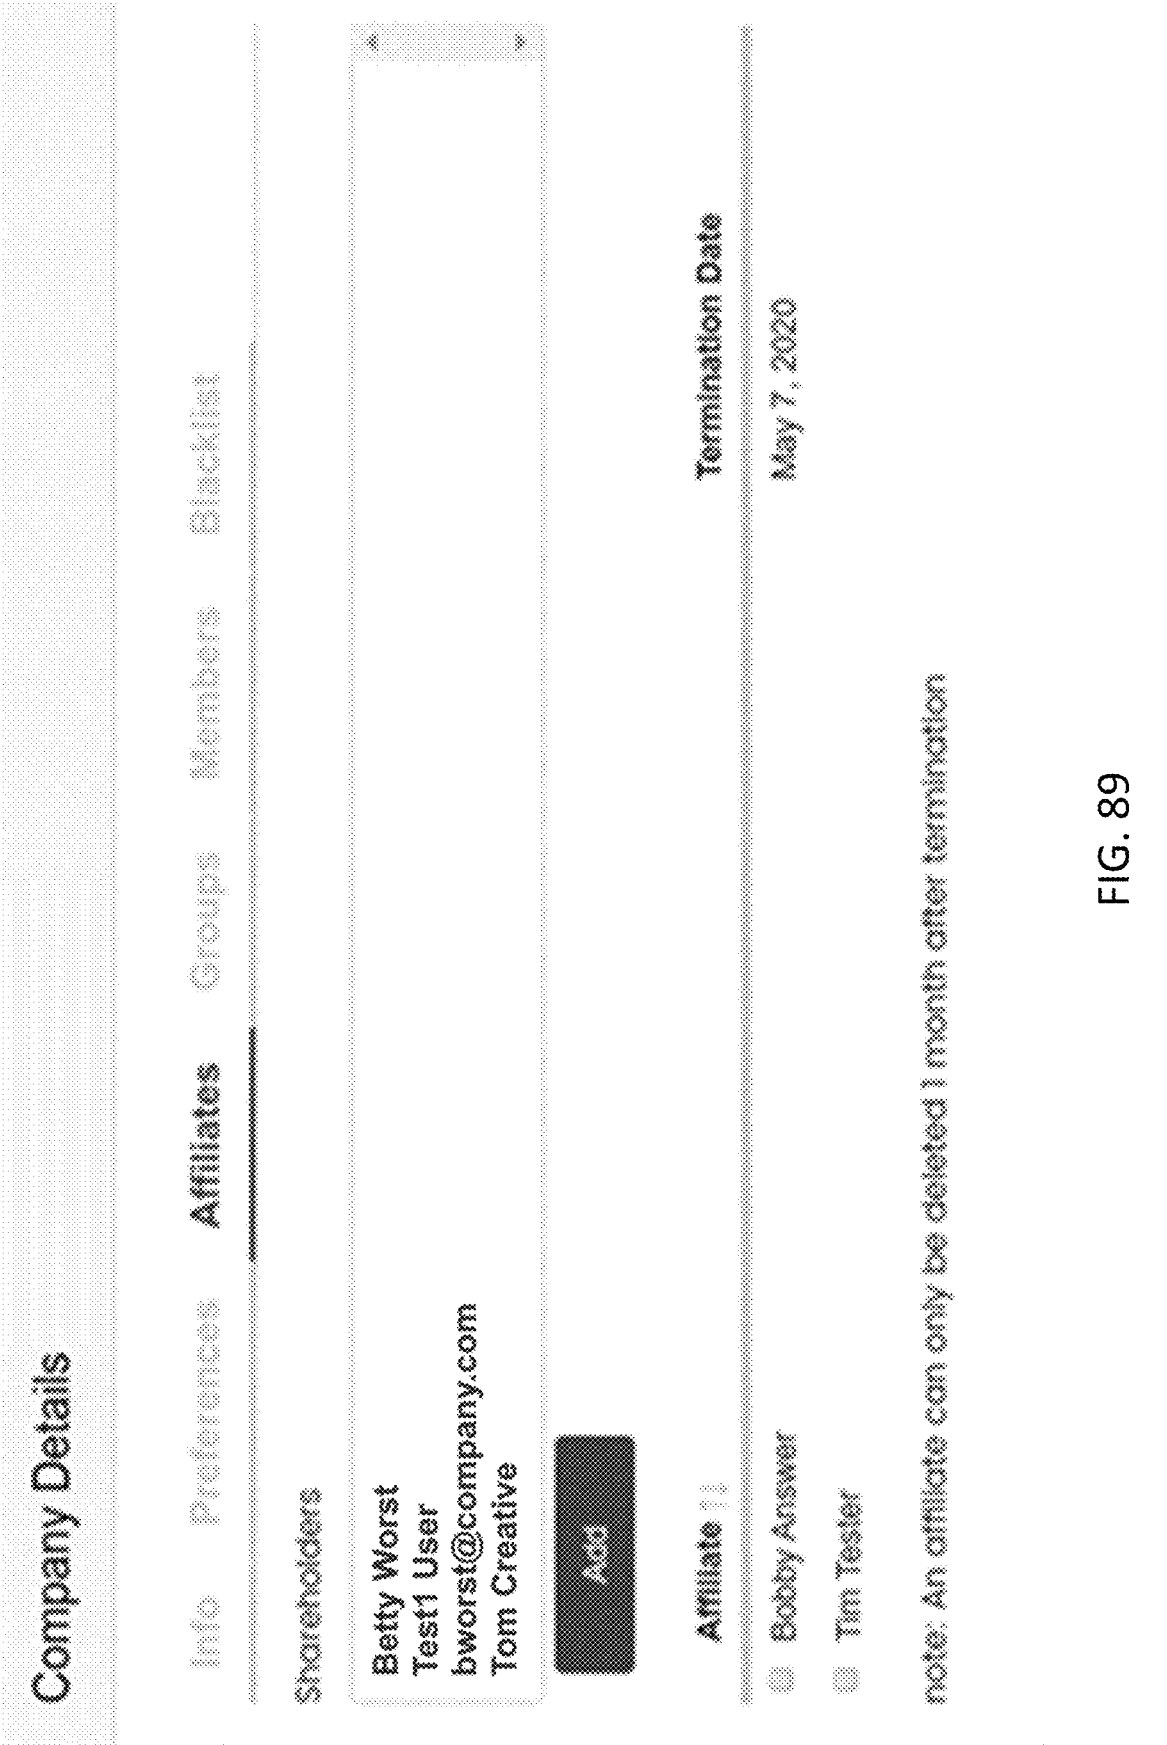 Company Details
Info Preferences Affiliates Groups Members Blacklist
Shareholders
Betty Worst
Test1 User
bworst@company.com
Tom Creative
Add
Affiliate ↑↓ Termination Date
Bobby Answer May 7, 2020
Tim Tester
note: An affiliate can only be deleted 1 month after termination
FIG. 89